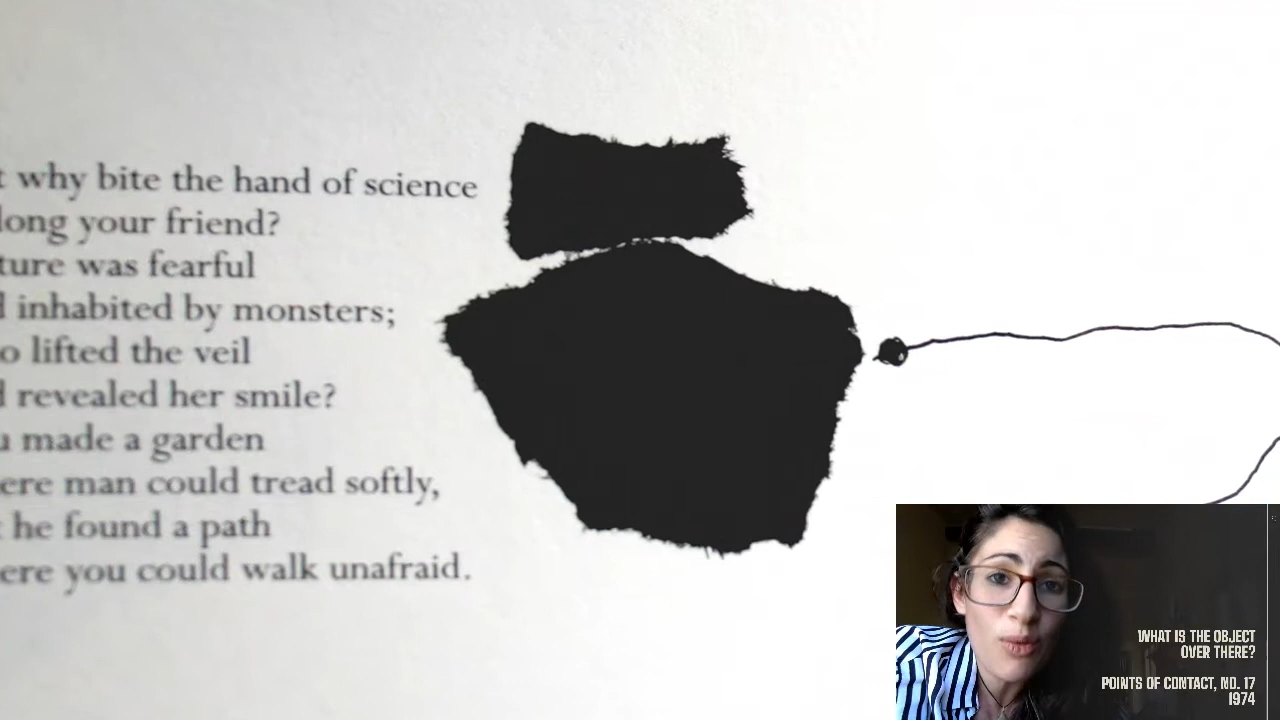 why bite the hand of science
long your friend?
ture was fearful
inhabited by monsters;
o lifted the veil
revealed her smile?
made a garden
ere man could tread softly,
he found a path
ere you could walk unafraid.
WHAT IS THE OBJECT
OVER THERE?
POINTS OF CONTACT, NO. 17
1974